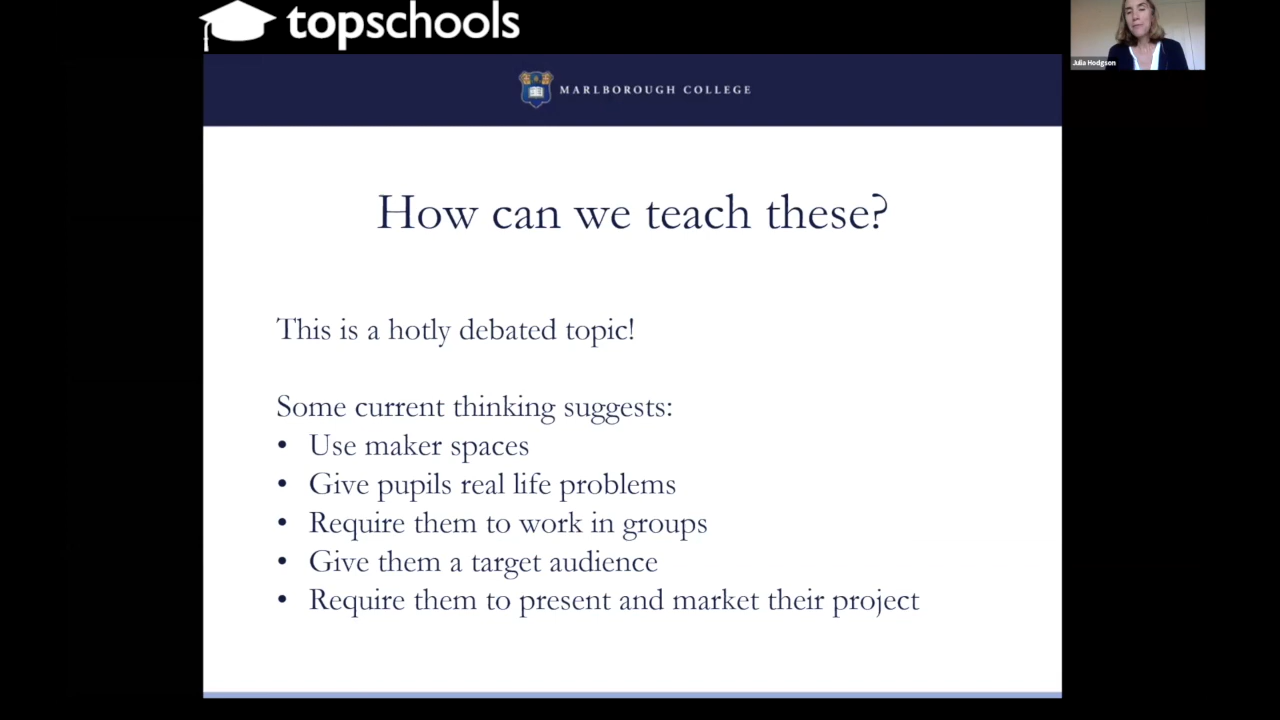 topschools
Julia Hodgson
MARLBOROUGH COLLEGE
How can we teach these?
This is a hotly debated topic!
Some current thinking suggests:
• Use maker spaces
• Give pupils real life problems
• Require them to work in groups
• Give them a target audience
• Require them to present and market their project